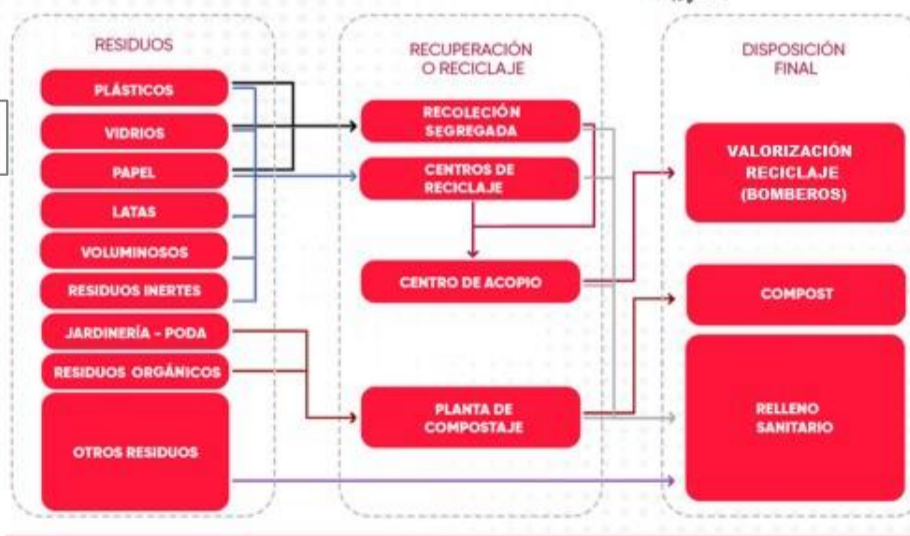 RESIDUOS
PLÁSTICOS
VIDRIOS
PAPEL
LATAS
VOLUMINOSOS
RESIDUOS INERTES
JARDINERÍA - PODA
RESIDUOS ORGÁNICOS
OTROS RESIDUOS
RECUPERACIÓN
O RECICLAJE
RECOLECIÓN
SEGREGADA
CENTROS DE
RECICLAJE
CENTRO DE ACOPIO
PLANTA DE
COMPOSTAJE
DISPOSICIÓN
FINAL
VALORIZACIÓN
RECICLAJE
(BOMBEROS)
COMPOST
RELLENO
SANITARIO